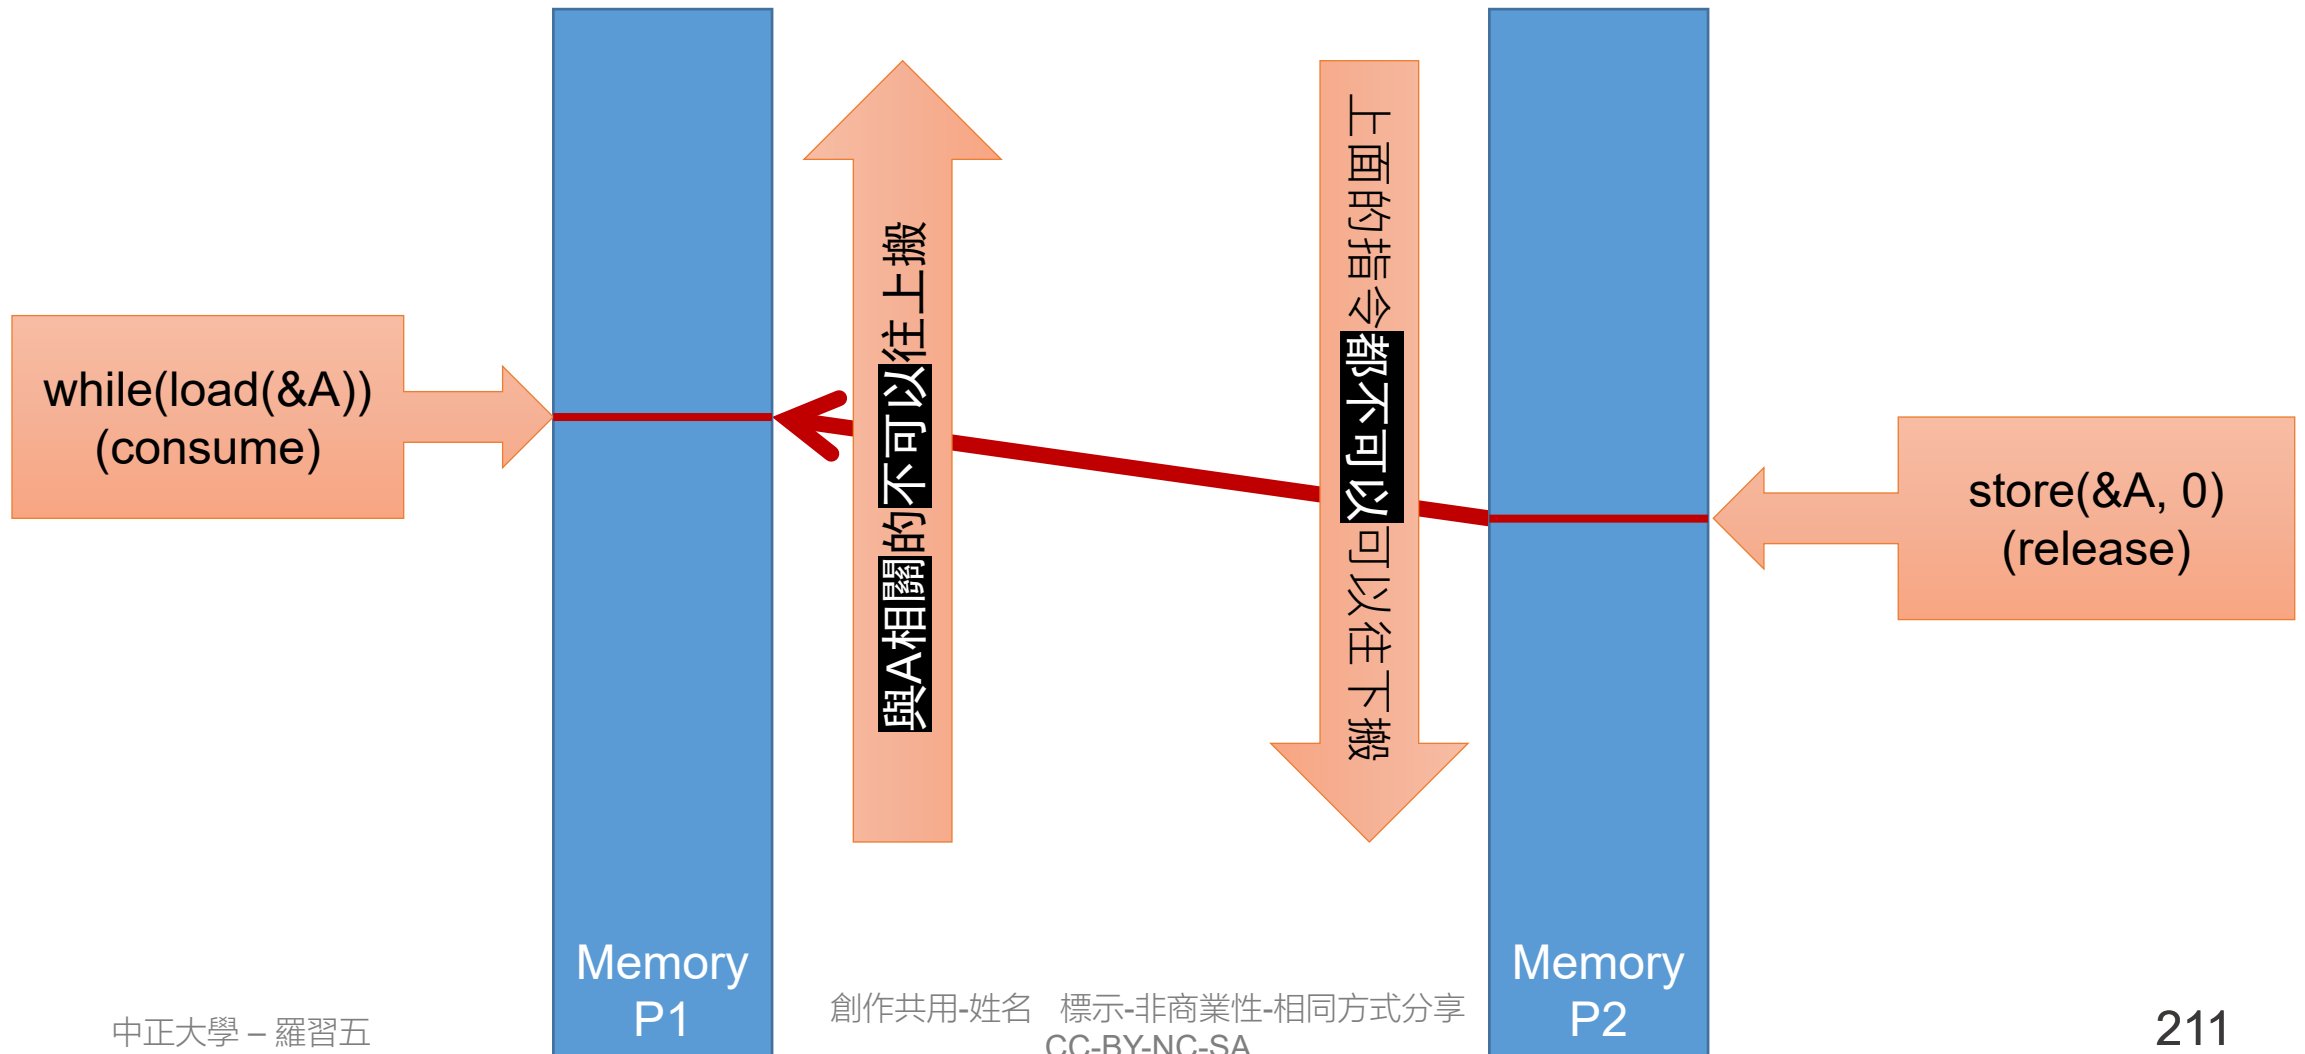 while(load(&A))
(consume)
與A相關的不可以往上搬
上面的指令都不可以可以往下搬
store(&A, 0)
(release)
Memory
P1
Memory
P2
中正大學 – 羅習五
創作共用-姓名 標示-非商業性-相同方式分享
CC-BY-NC-SA
211